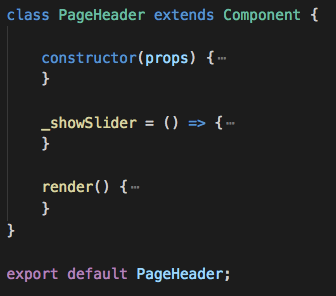 class PageHeader extends Component {
constructor(props) {⋯
}
_showSlider = () => {⋯
}
render() {⋯
}
}
export default PageHeader;